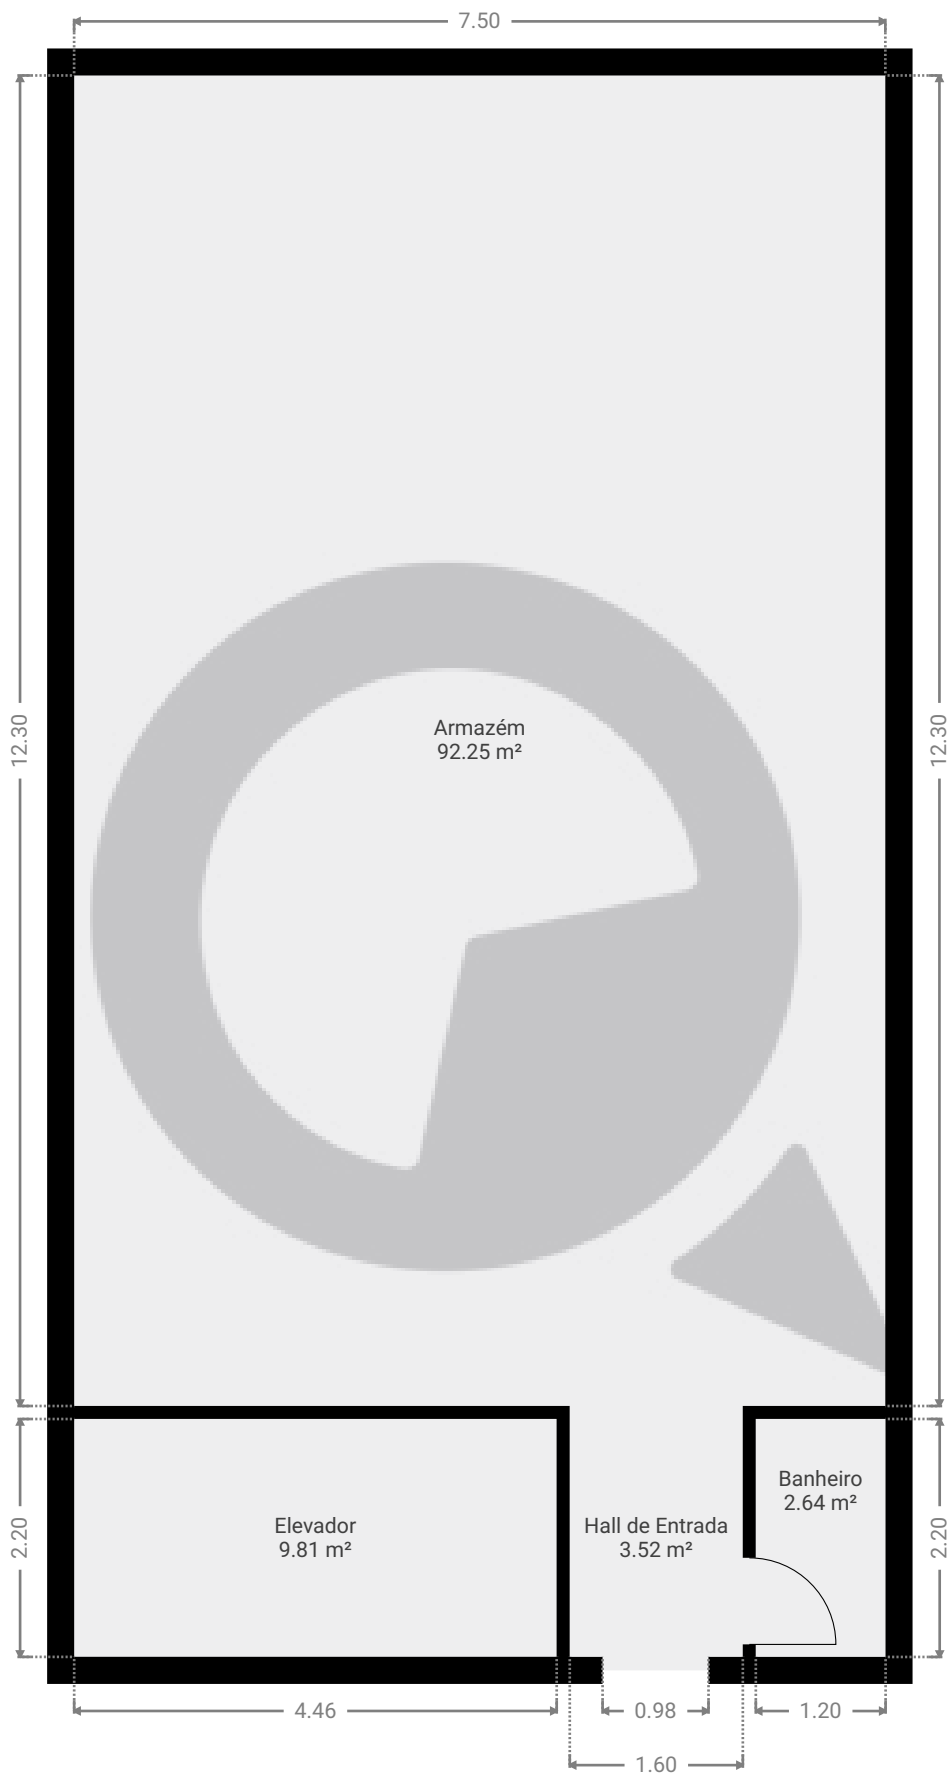 7.50
12.30
12.30
Armazém
92.25 m²
Banheiro
2.64 m²
Elevador
9.81 m²
Hall de Entrada
3.52 m²
2.20
2.20
4.46
0.98
1.20
1.60